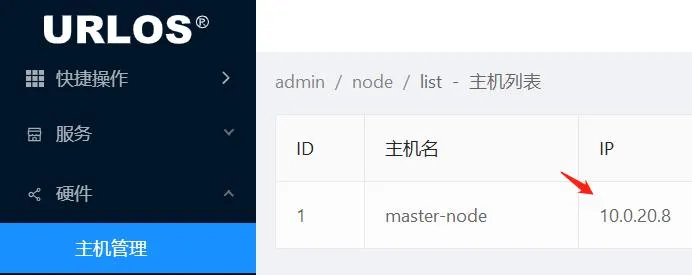 URLOS®
快捷操作
服务
硬件
主机管理
admin / node / list - 主机列表
ID 主机名 IP
1 master-node 10.0.20.8